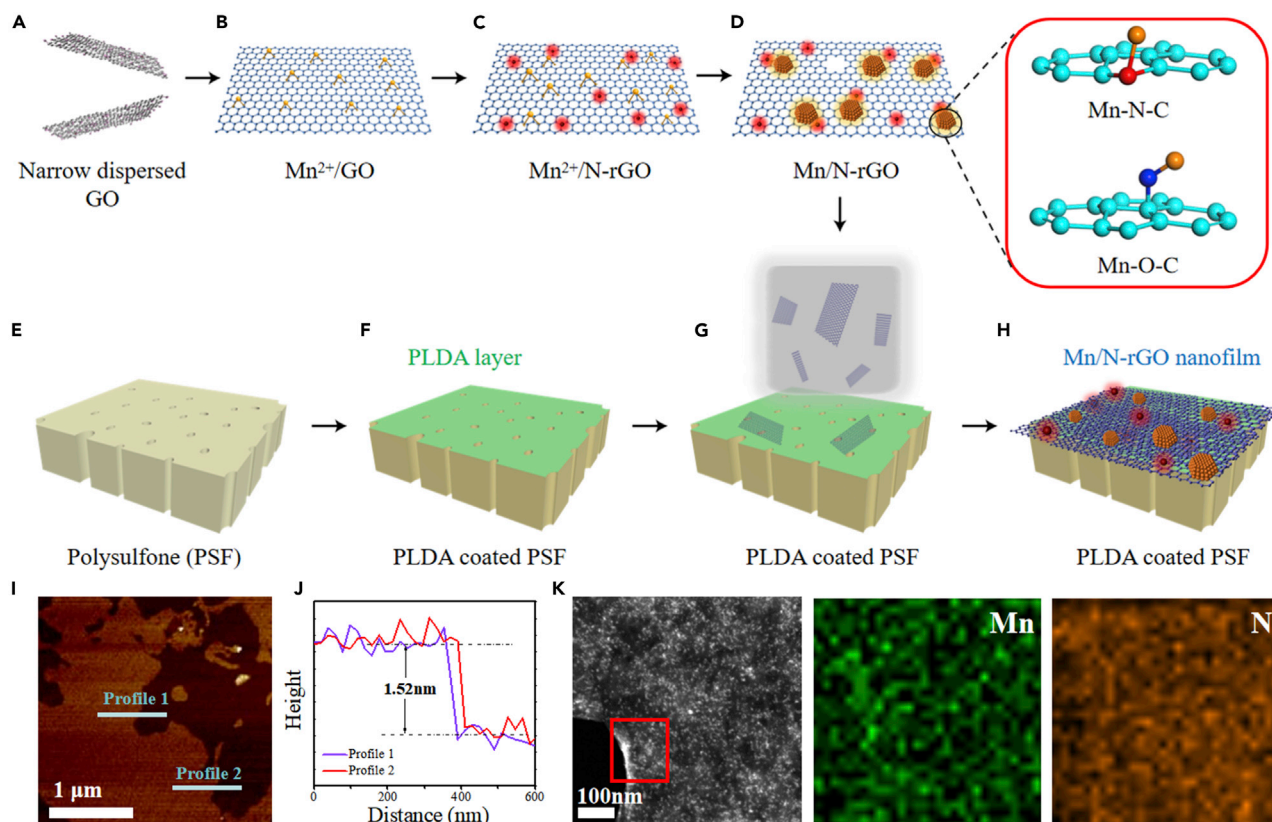 A
B
C
D
Narrow dispersed
GO
Mn²⁺/GO
Mn²⁺/N-rGO
Mn/N-rGO
Mn-N-C
Mn-O-C
E
F
G
H
PLDA layer
Mn/N-rGO nanofilm
Polysulfone (PSF)
PLDA coated PSF
PLDA coated PSF
PLDA coated PSF
I
J
K
Profile 1
Profile 2
1 μm
Height
1.52nm
Profile 1
Profile 2
0 200 400 600
Distance (nm)
100nm
Mn
N